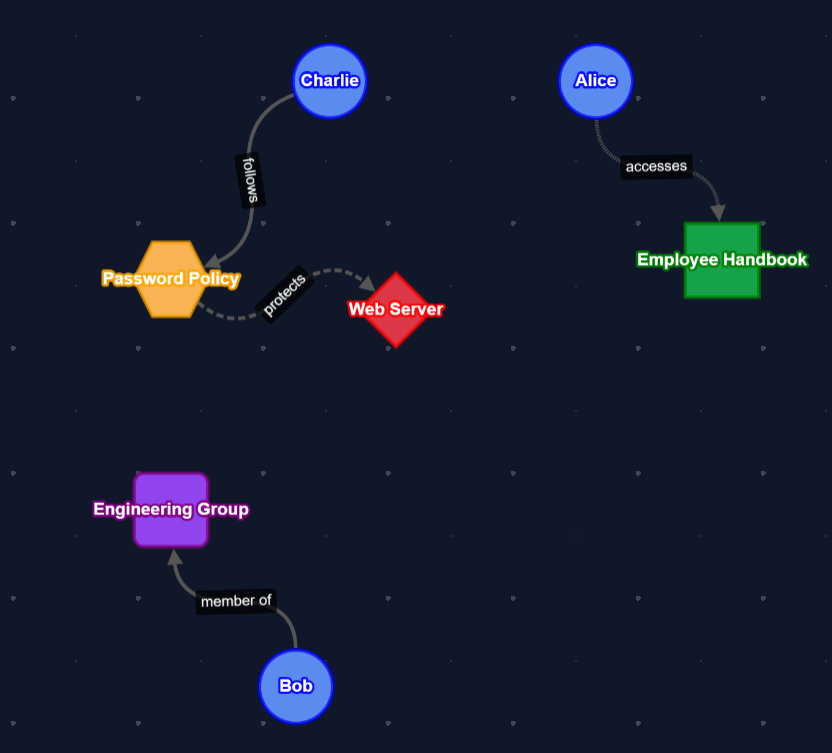 Charlie
Alice
follows
accesses
Password Policy
protects
Web Server
Employee Handbook
Engineering Group
member of
Bob